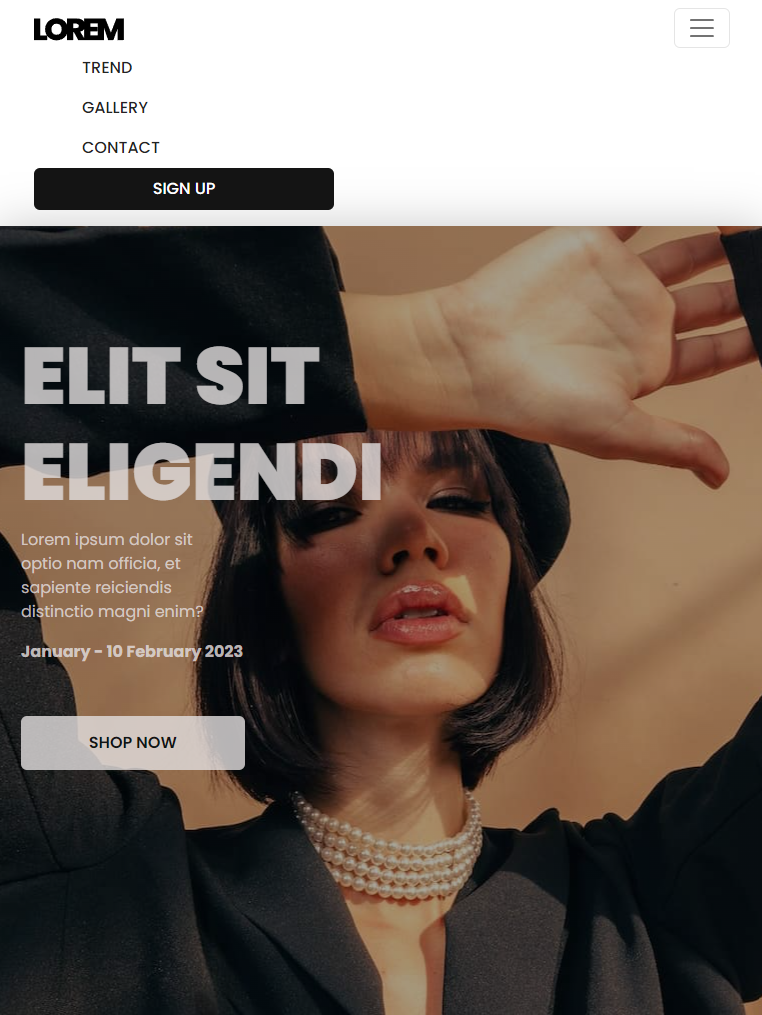 LOREM
TREND
GALLERY
CONTACT
SIGN UP
ELIT SIT
ELIGENDI
Lorem ipsum dolor sit
optio nam officia, et
sapiente reiciendis
distinctio magni enim?
January - 10 February 2023
SHOP NOW